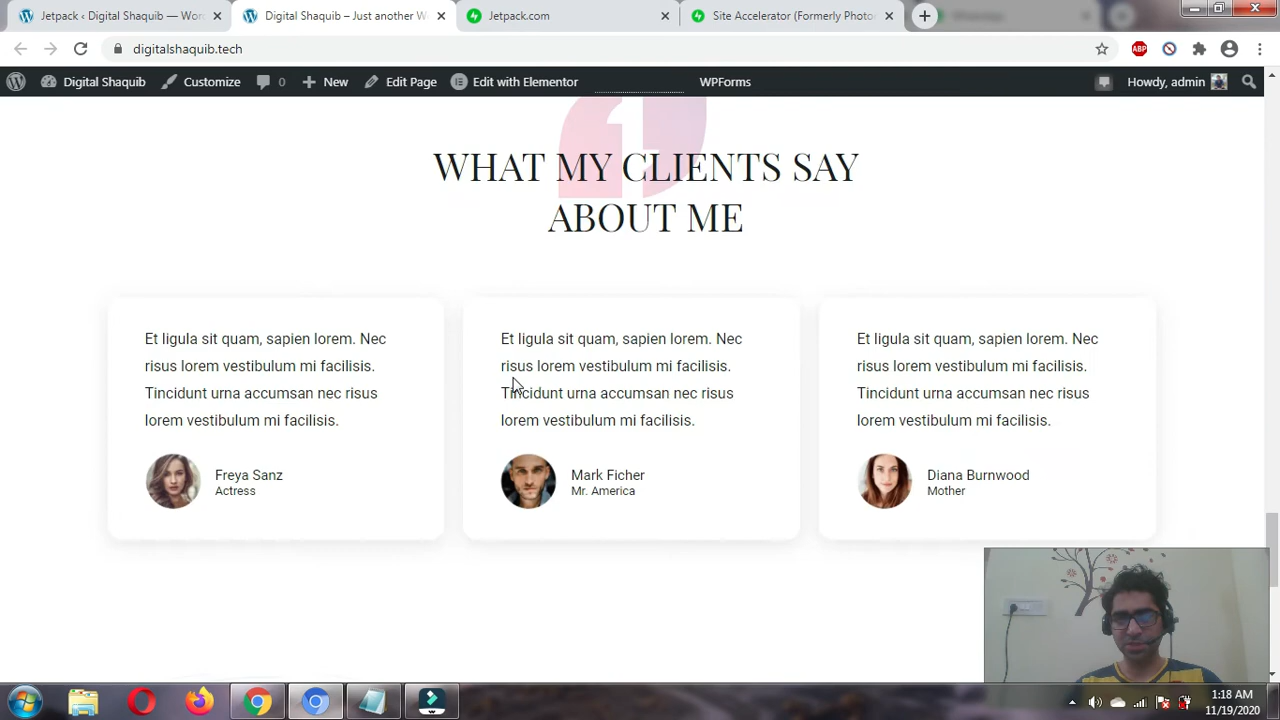 Jetpack ‹ Digital Shaquib — Wor
Digital Shaquib – Just another W
Jetpack
Site Accelerator (Formerly Photo
digitalshaquib.tech
ABP
Digital Shaquib
Customize
0
New
Edit Page
Edit with Elementor
WPForms
Howdy, admin
WHAT MY CLIENTS SAY
ABOUT ME
Et ligula sit quam, sapien lorem. Nec
risus lorem vestibulum mi facilisis.
Tincidunt urna accumsan nec risus
lorem vestibulum mi facilisis.
Freya Sanz
Actress
Et ligula sit quam, sapien lorem. Nec
risus lorem vestibulum mi facilisis.
Tincidunt urna accumsan nec risus
lorem vestibulum mi facilisis.
Mark Ficher
Mr. America
Et ligula sit quam, sapien lorem. Nec
risus lorem vestibulum mi facilisis.
Tincidunt urna accumsan nec risus
lorem vestibulum mi facilisis.
Diana Burnwood
Mother
1:18 AM
11/19/2020